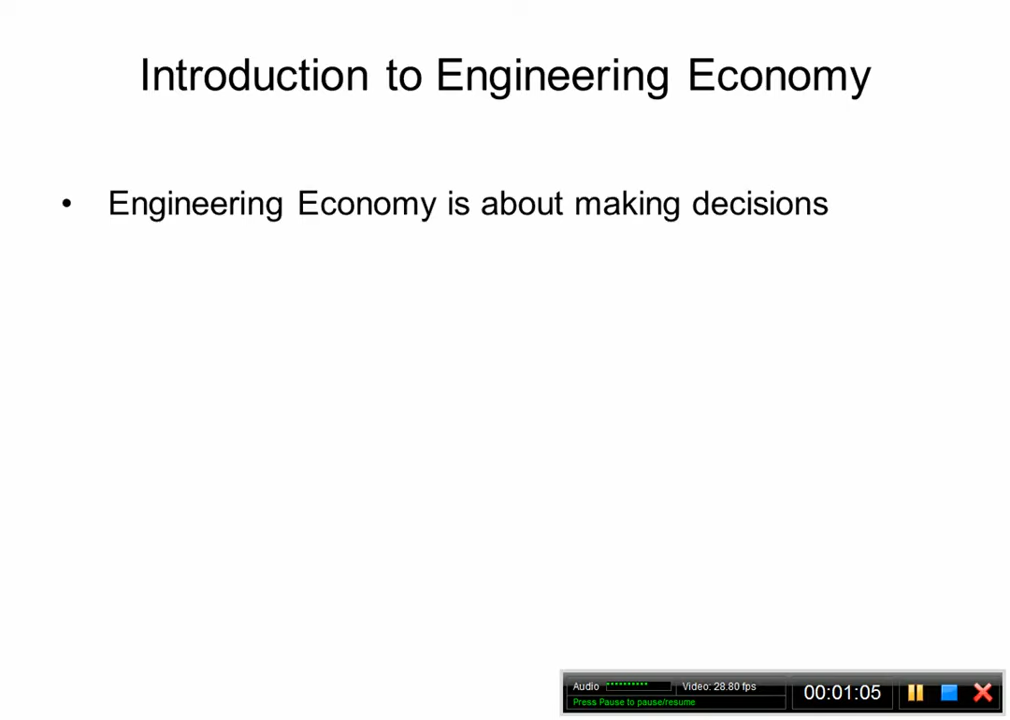 Introduction to Engineering Economy
• Engineering Economy is about making decisions
Audio
Video: 28.80 fps
Press Pause to pause/resume
00:01:05